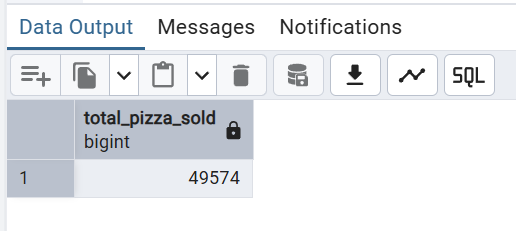 Data Output Messages Notifications
SQL
total_pizza_sold
bigint
1 49574